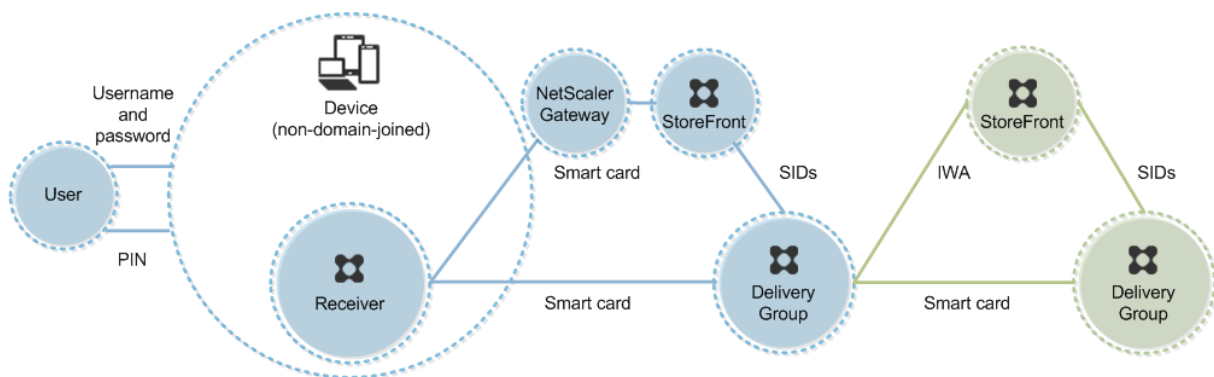 Username
and
password
User
PIN
Device
(non-domain-joined)
Receiver
NetScaler
Gateway
StoreFront
Smart card
SIDs
Smart card
Delivery
Group
StoreFront
IWA
SIDs
Smart card
Delivery
Group